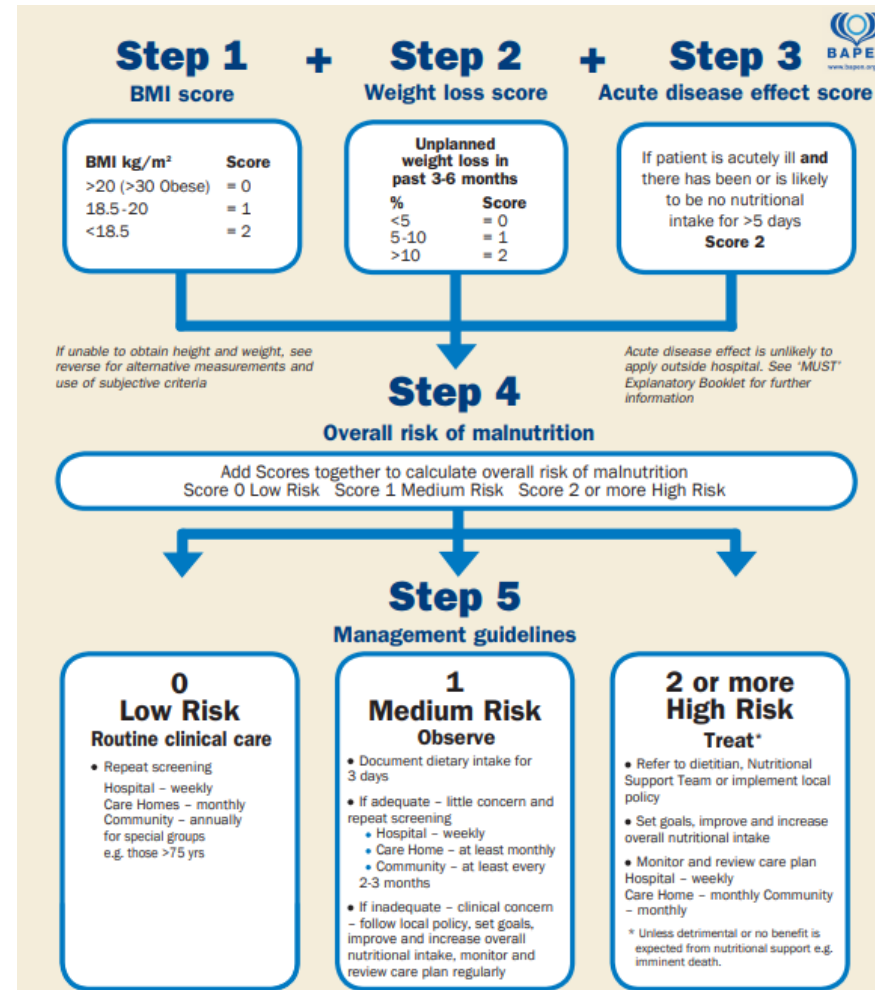 Step 1 + Step 2 + Step 3
BAPE
www.bapen.org
BMI score
Weight loss score
Acute disease effect score
BMI kg/m² Score
>20 (>30 Obese) = 0
18.5-20 = 1
<18.5 = 2
Unplanned
weight loss in
past 3-6 months
% Score
<5 = 0
5-10 = 1
>10 = 2
If patient is acutely ill and
there has been or is likely
to be no nutritional
intake for >5 days
Score 2
If unable to obtain height and weight, see
reverse for alternative measurements and
use of subjective criteria
Acute disease effect is unlikely to
apply outside hospital. See 'MUST'
Explanatory Booklet for further
information
Step 4
Overall risk of malnutrition
Add Scores together to calculate overall risk of malnutrition
Score 0 Low Risk Score 1 Medium Risk Score 2 or more High Risk
Step 5
Management guidelines
0
Low Risk
Routine clinical care
• Repeat screening
Hospital – weekly
Care Homes – monthly
Community – annually
for special groups
e.g. those >75 yrs
1
Medium Risk
Observe
• Document dietary intake for
3 days
• If adequate – little concern and
repeat screening
• Hospital – weekly
• Care Home – at least monthly
• Community – at least every
2-3 months
• If inadequate – clinical concern
– follow local policy, set goals,
improve and increase overall
nutritional intake, monitor and
review care plan regularly
2 or more
High Risk
Treat*
• Refer to dietitian, Nutritional
Support Team or implement local
policy
• Set goals, improve and increase
overall nutritional intake
• Monitor and review care plan
Hospital – weekly
Care Home – monthly Community
– monthly
* Unless detrimental or no benefit is
expected from nutritional support e.g.
imminent death.